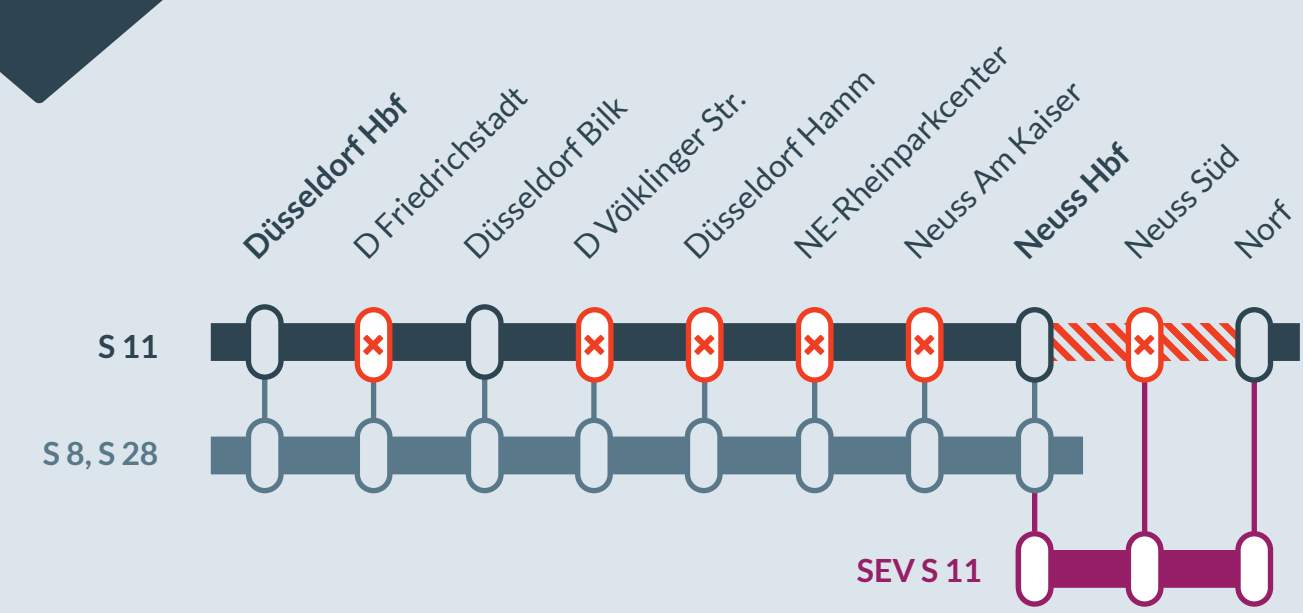 Düsseldorf Hbf
D Friedrichstadt
Düsseldorf Bilk
D Völklinger Str.
Düsseldorf Hamm
NE-Rheinparkcenter
Neuss Am Kaiser
Neuss Hbf
Neuss Süd
Norf
S 11
S 8, S 28
SEV S 11